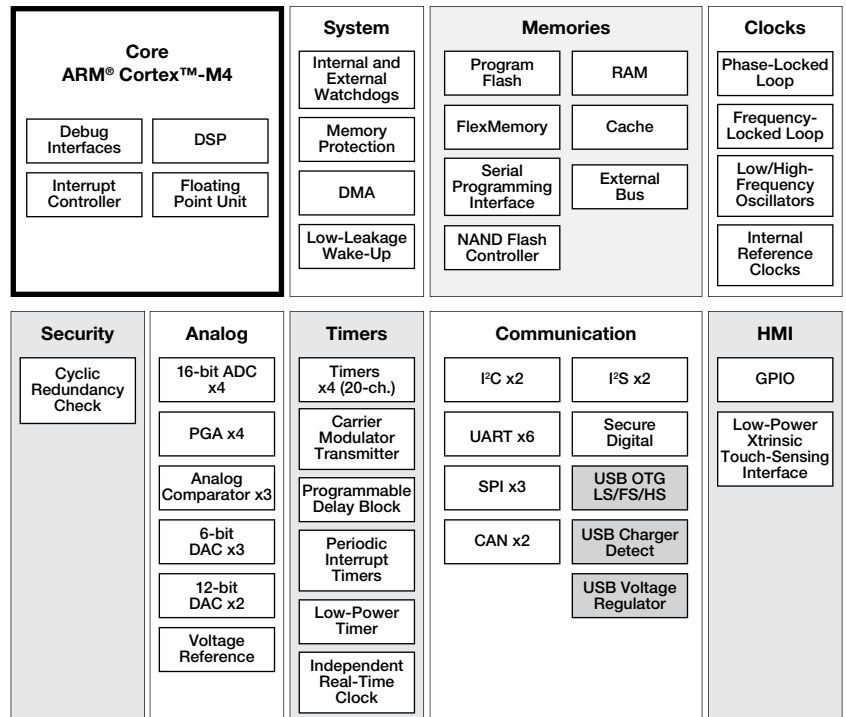 Core
ARM® Cortex™-M4
Debug
Interfaces
DSP
Interrupt
Controller
Floating
Point Unit
System
Internal and
External
Watchdogs
Memory
Protection
DMA
Low-Leakage
Wake-Up
Memories
Program
Flash
RAM
FlexMemory
Cache
Serial
Programming
Interface
External
Bus
NAND Flash
Controller
Clocks
Phase-Locked
Loop
Frequency-
Locked Loop
Low/High-
Frequency
Oscillators
Internal
Reference
Clocks
Security
Cyclic
Redundancy
Check
Analog
16-bit ADC
x4
PGA x4
Analog
Comparator x3
6-bit
DAC x3
12-bit
DAC x2
Voltage
Reference
Timers
Timers
x4 (20-ch.)
Carrier
Modulator
Transmitter
Programmable
Delay Block
Periodic
Interrupt
Timers
Low-Power
Timer
Independent
Real-Time
Clock
Communication
I²C x2
I²S x2
UART x6
Secure
Digital
SPI x3
USB OTG
LS/FS/HS
CAN x2
USB Charger
Detect
USB Voltage
Regulator
HMI
GPIO
Low-Power
Xtrinsic
Touch-Sensing
Interface